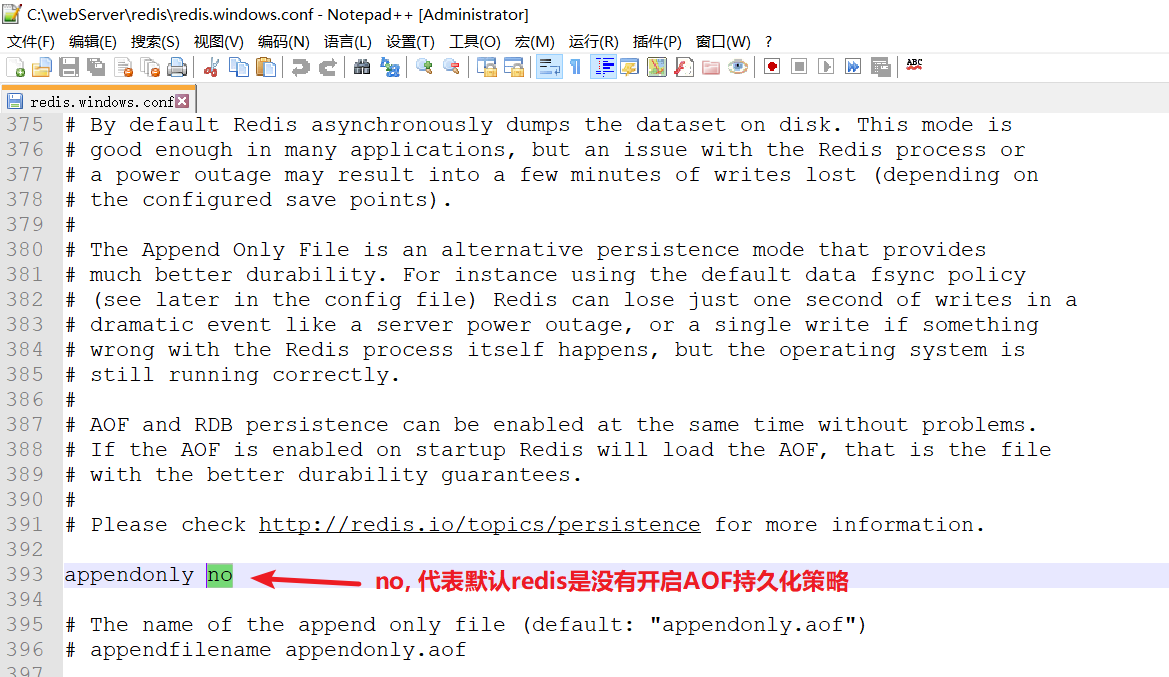 C:\webServer\redis\redis.windows.conf - Notepad++ [Administrator]
文件(F) 编辑(E) 搜索(S) 视图(V) 编码(N) 语言(L) 设置(T) 工具(O) 宏(M) 运行(R) 插件(P) 窗口(W) ?
ABC
redis.windows.conf
375 # By default Redis asynchronously dumps the dataset on disk. This mode is
376 # good enough in many applications, but an issue with the Redis process or
377 # a power outage may result into a few minutes of writes lost (depending on
378 # the configured save points).
379 #
380 # The Append Only File is an alternative persistence mode that provides
381 # much better durability. For instance using the default data fsync policy
382 # (see later in the config file) Redis can lose just one second of writes in a
383 # dramatic event like a server power outage, or a single write if something
384 # wrong with the Redis process itself happens, but the operating system is
385 # still running correctly.
386 #
387 # AOF and RDB persistence can be enabled at the same time without problems.
388 # If the AOF is enabled on startup Redis will load the AOF, that is the file
389 # with the better durability guarantees.
390 #
391 # Please check http://redis.io/topics/persistence for more information.
392
393 appendonly no no, 代表默认redis是没有开启AOF持久化策略
394
395 # The name of the append only file (default: "appendonly.aof")
396 # appendfilename appendonly.aof
397